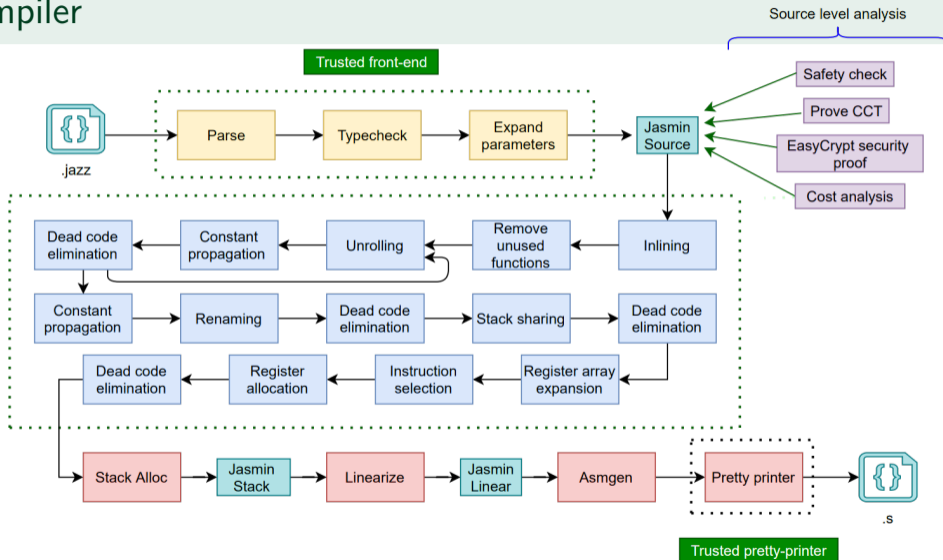 mpiler
Source level analysis
Trusted front-end
Safety check
Prove CCT
EasyCrypt security
proof
Cost analysis
{}
.jazz
Parse
Typecheck
Expand
parameters
Jasmin
Source
Dead code
elimination
Constant
propagation
Unrolling
Remove
unused
functions
Inlining
Constant
propagation
Renaming
Dead code
elimination
Stack sharing
Dead code
elimination
Dead code
elimination
Register
allocation
Instruction
selection
Register array
expansion
Stack Alloc
Jasmin
Stack
Linearize
Jasmin
Linear
Asmgen
Pretty printer
{}
.s
Trusted pretty-printer